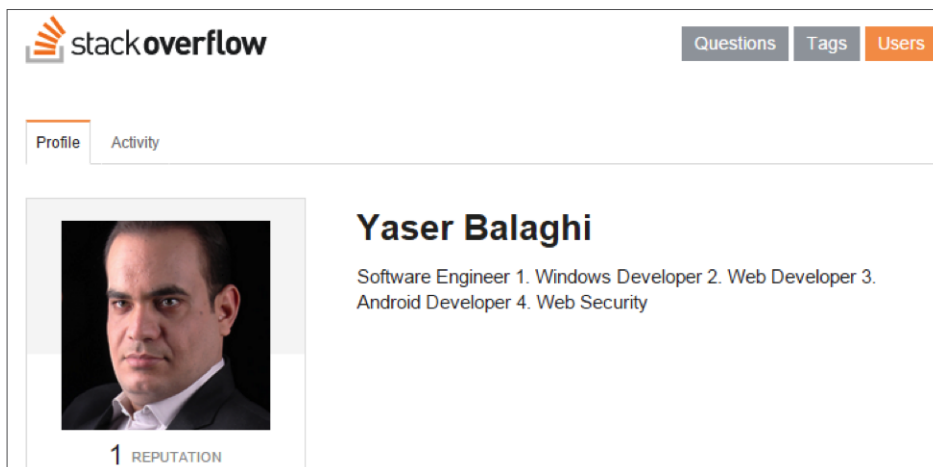 stackoverflow
Questions Tags Users
Profile Activity
Yaser Balaghi
Software Engineer 1. Windows Developer 2. Web Developer 3.
Android Developer 4. Web Security
1 REPUTATION